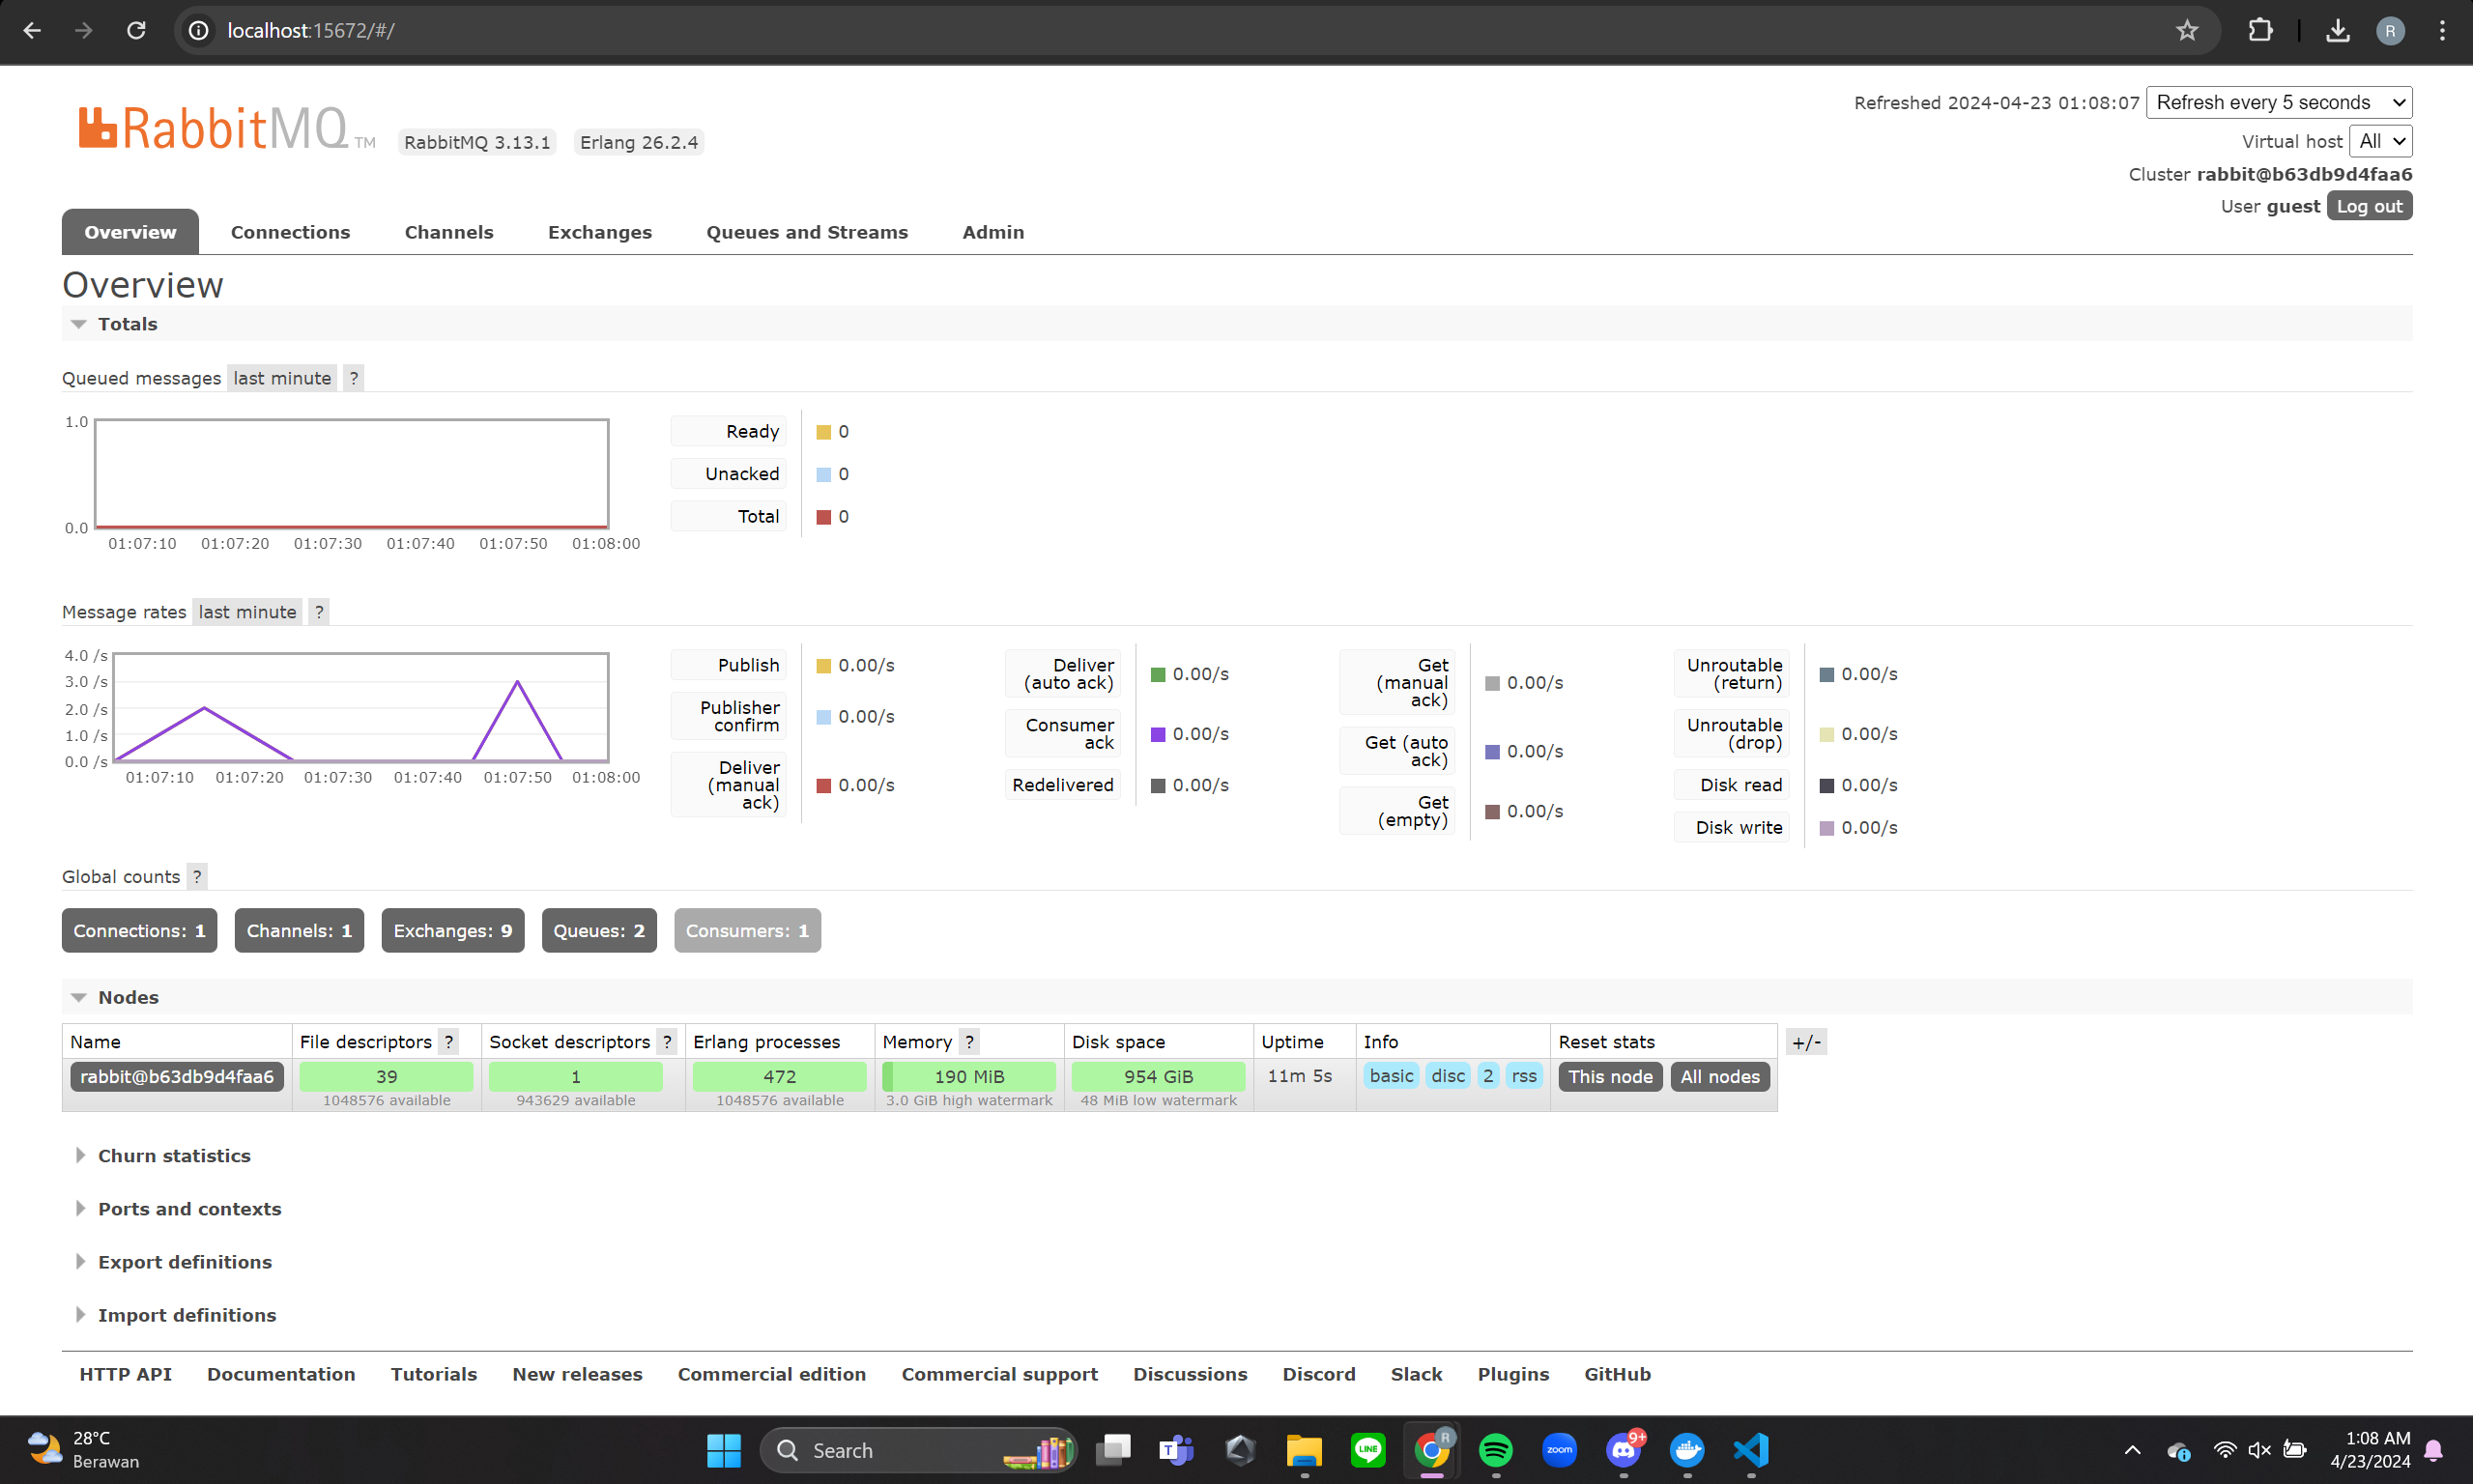 localhost:15672/#/
R
RabbitMQ TM
RabbitMQ 3.13.1
Erlang 26.2.4
Refreshed 2024-04-23 01:08:07
Refresh every 5 seconds
Virtual host All
Cluster rabbit@b63db9d4faa6
User guest Log out
Overview
Connections
Channels
Exchanges
Queues and Streams
Admin
Overview
Totals
Queued messages last minute ?
1.0
0.0
01:07:10 01:07:20 01:07:30 01:07:40 01:07:50 01:08:00
Ready 0
Unacked 0
Total 0
Message rates last minute ?
4.0 /s
3.0 /s
2.0 /s
1.0 /s
0.0 /s
01:07:10 01:07:20 01:07:30 01:07:40 01:07:50 01:08:00
Publish 0.00/s
Publisher
confirm 0.00/s
Deliver
(manual 0.00/s
ack)
Deliver
(auto ack) 0.00/s
Consumer
ack 0.00/s
Redelivered 0.00/s
Get
(manual 0.00/s
ack)
Get (auto
ack) 0.00/s
Get
(empty) 0.00/s
Unroutable
(return) 0.00/s
Unroutable
(drop) 0.00/s
Disk read 0.00/s
Disk write 0.00/s
Global counts ?
Connections: 1
Channels: 1
Exchanges: 9
Queues: 2
Consumers: 1
Nodes
Name File descriptors ? Socket descriptors ? Erlang processes Memory ? Disk space Uptime Info Reset stats +/-
rabbit@b63db9d4faa6 39 1 472 190 MiB 954 GiB 11m 5s basic disc 2 rss This node All nodes
1048576 available 943629 available 1048576 available 3.0 GiB high watermark 48 MiB low watermark
Churn statistics
Ports and contexts
Export definitions
Import definitions
HTTP API Documentation Tutorials New releases Commercial edition Commercial support Discussions Discord Slack Plugins GitHub
28°C
Berawan
Search
T
LINE
R
zoom
9+
1:08 AM
4/23/2024